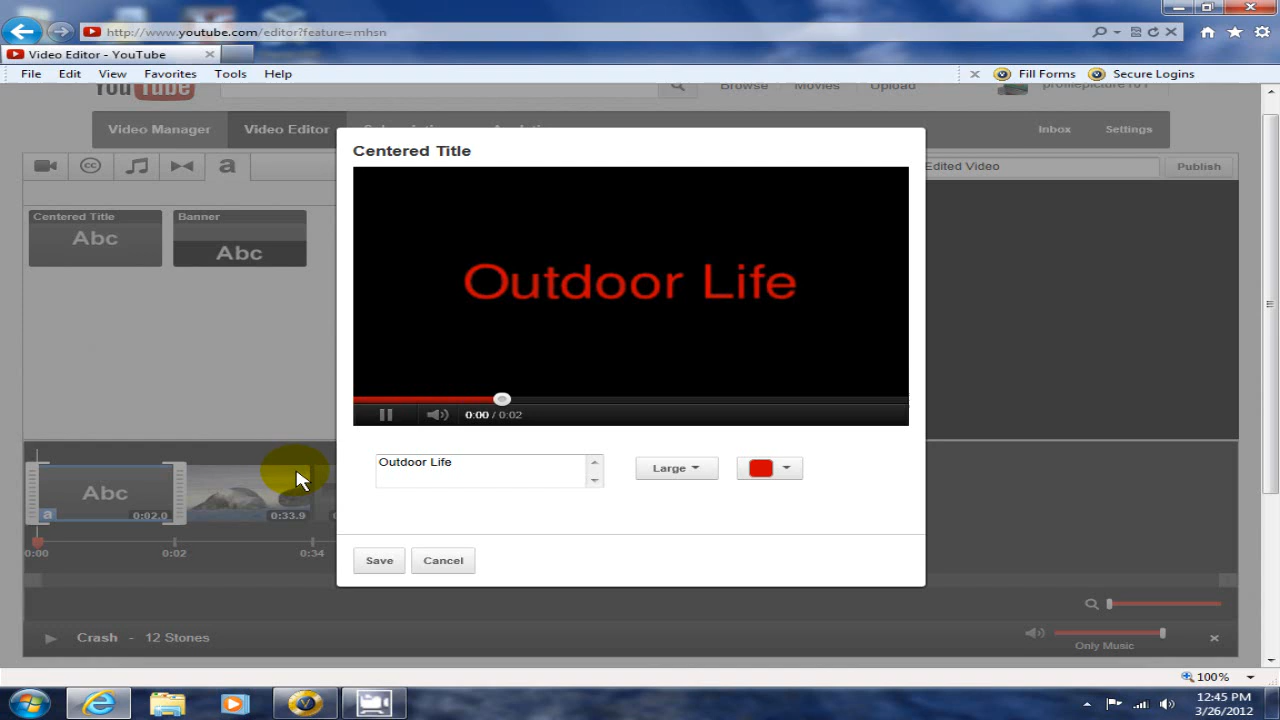 http://www.youtube.com/editor?feature=mhsn
Video Editor - YouTube
File Edit View Favorites Tools Help
Fill Forms Secure Logins
YouTube Browse Movies Upload profilepicture101
Video Manager Video Editor Inbox Settings
Centered Title
CC a Edited Video Publish
Centered Title Banner
Abc Abc
Outdoor Life
0:00 / 0:02
Outdoor Life
Large
Abc
a 0:02.0 0:33.9
0:00 0:02 0:34
Save Cancel
Crash - 12 Stones
Only Music
100%
12:45 PM
3/26/2012